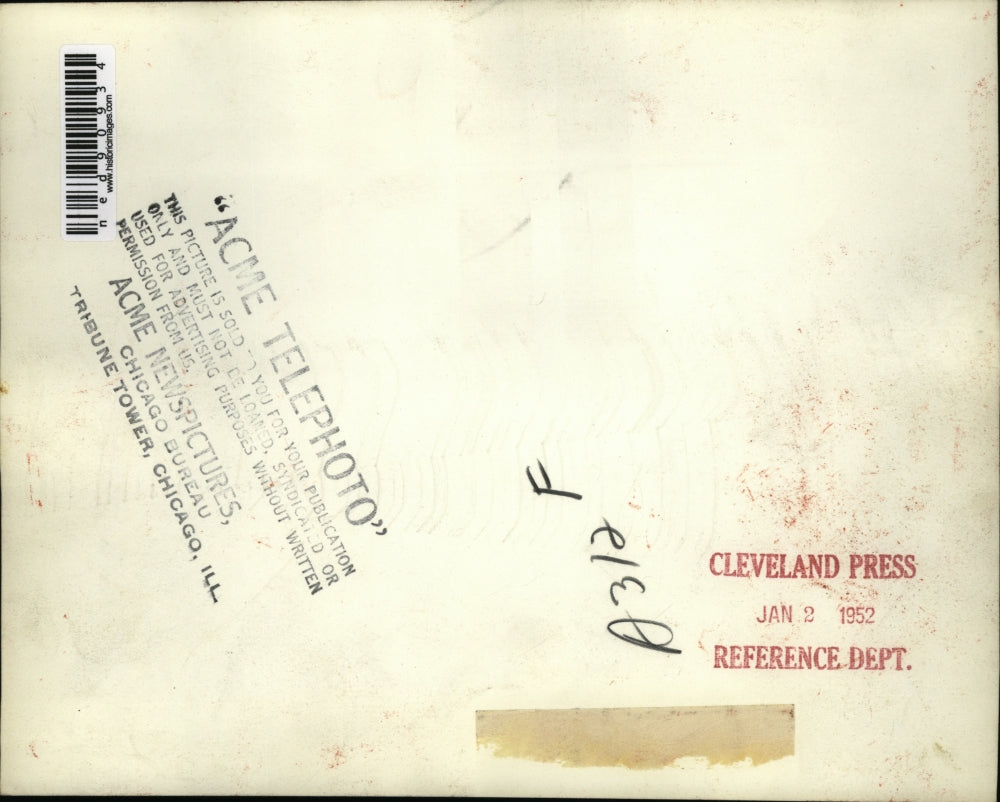 ned90934
www.historicimages.com
"ACME TELEPHOTO"
THIS PICTURE IS SOLD TO YOU FOR YOUR PUBLICATION
ONLY AND MUST NOT BE LOANED, SYNDICATED OR
USED FOR ADVERTISING PURPOSES WITHOUT WRITTEN
PERMISSION FROM US.
ACME NEWSPICTURES,
CHICAGO BUREAU
TRIBUNE TOWER, CHICAGO, ILL
F
CLEVELAND PRESS
JAN 2 1952
REFERENCE DEPT.